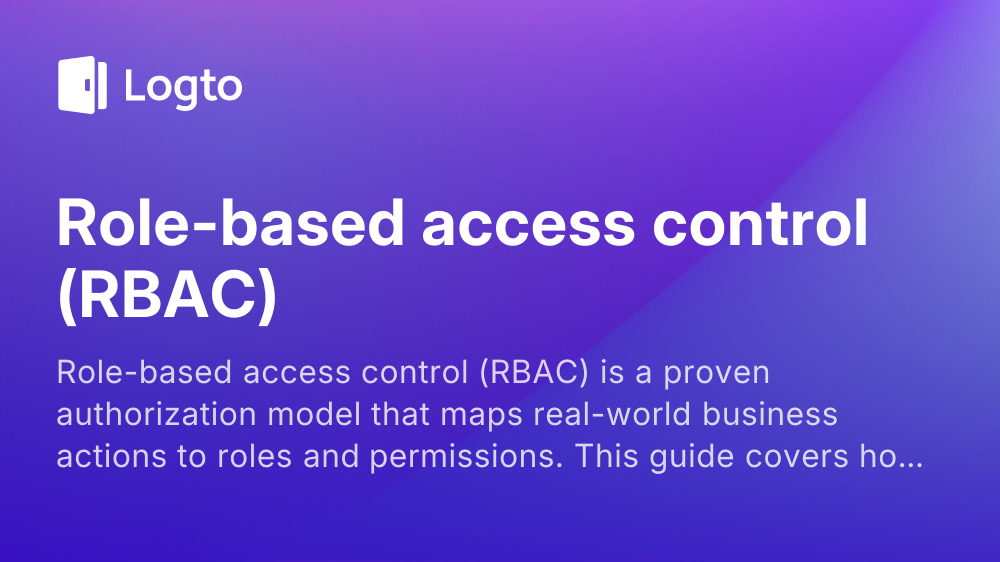 Logto
Role-based access control
(RBAC)
Role-based access control (RBAC) is a proven
authorization model that maps real-world business
actions to roles and permissions. This guide covers ho...